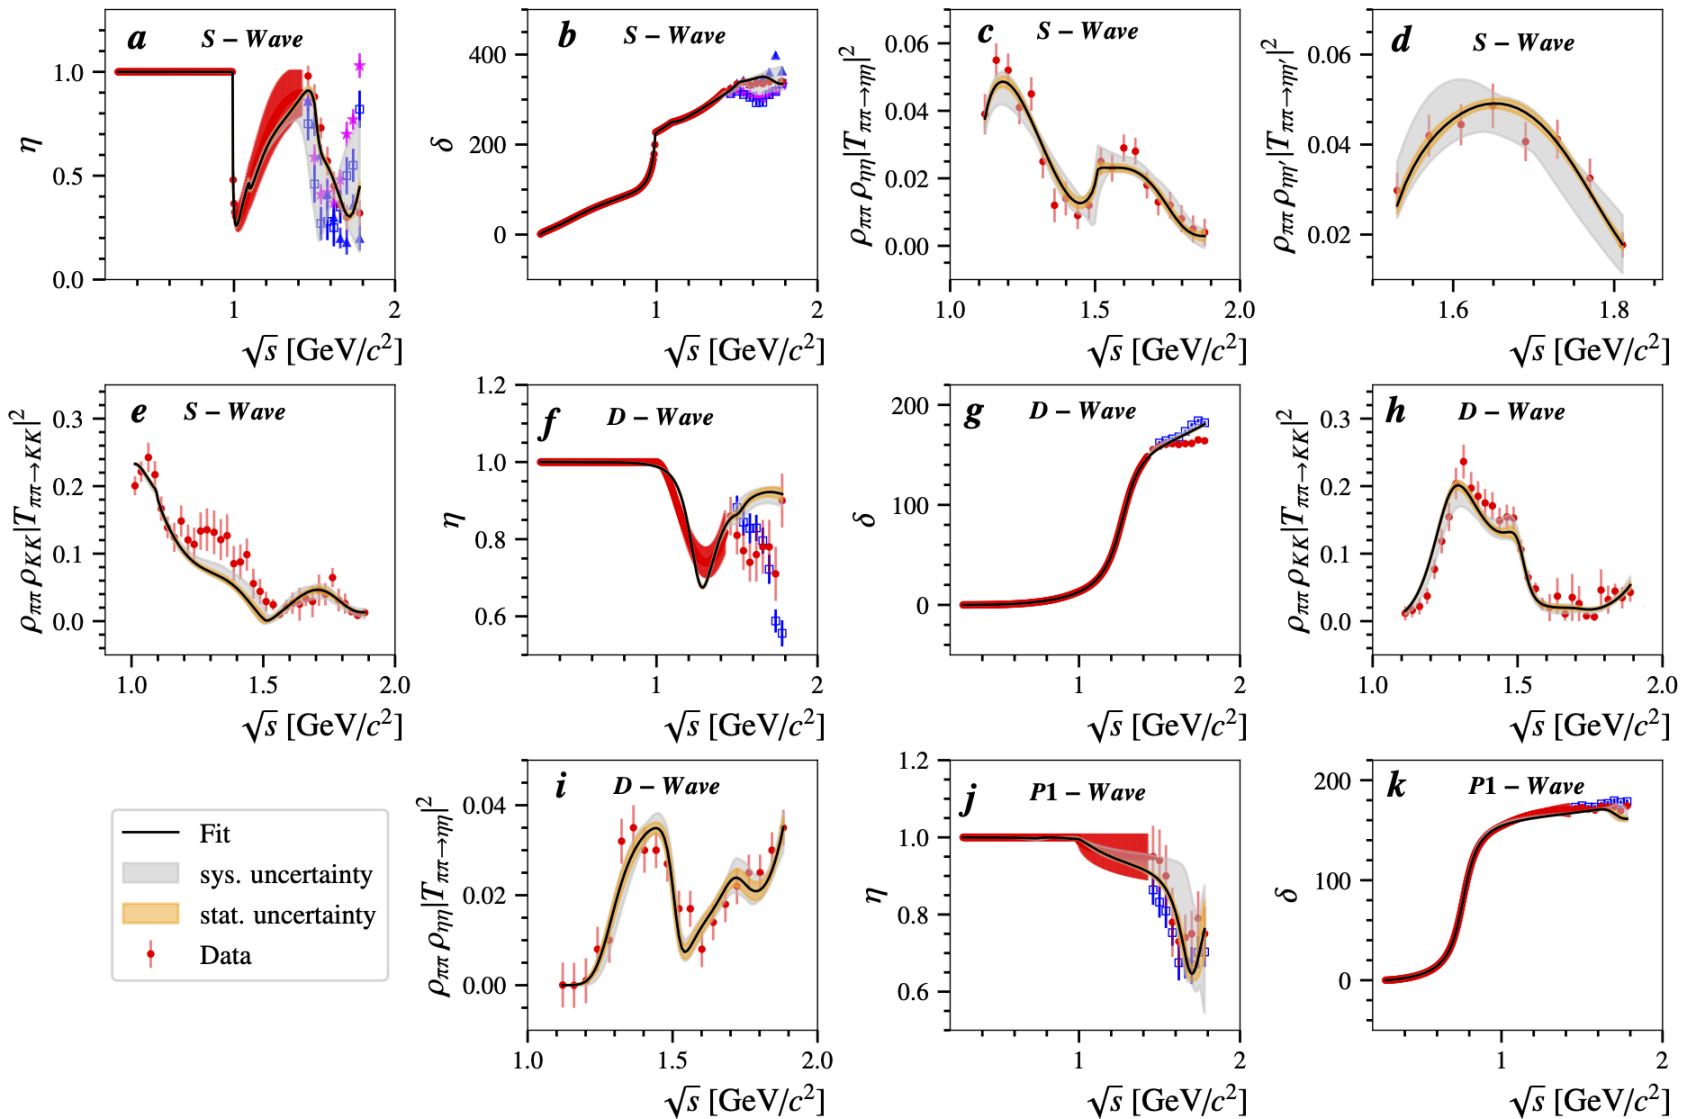 a S − Wave
1.0
0.5
0.0
η
1 2
√s [GeV/c²]
b S − Wave
400
200
0
δ
1 2
√s [GeV/c²]
c S − Wave
0.06
0.04
0.02
0.00
ρππ ρηη|Tππ→ηη|²
1.0 1.5 2.0
√s [GeV/c²]
d S − Wave
0.06
0.04
0.02
ρππ ρηη′|Tππ→ηη′|²
1.6 1.8
√s [GeV/c²]
e S − Wave
0.3
0.2
0.1
0.0
ρππ ρKK|Tππ→KK|²
1.0 1.5 2.0
√s [GeV/c²]
f D − Wave
1.2
1.0
0.8
0.6
η
1 2
√s [GeV/c²]
g D − Wave
200
100
0
δ
1 2
√s [GeV/c²]
h D − Wave
0.3
0.2
0.1
0.0
ρππ ρKK|Tππ→KK|²
1.0 1.5 2.0
√s [GeV/c²]
Fit
sys. uncertainty
stat. uncertainty
Data
i D − Wave
0.04
0.02
0.00
ρππ ρηη|Tππ→ηη|²
1.0 1.5 2.0
√s [GeV/c²]
j P1 − Wave
1.2
1.0
0.8
0.6
η
1 2
√s [GeV/c²]
k P1 − Wave
200
100
0
δ
1 2
√s [GeV/c²]